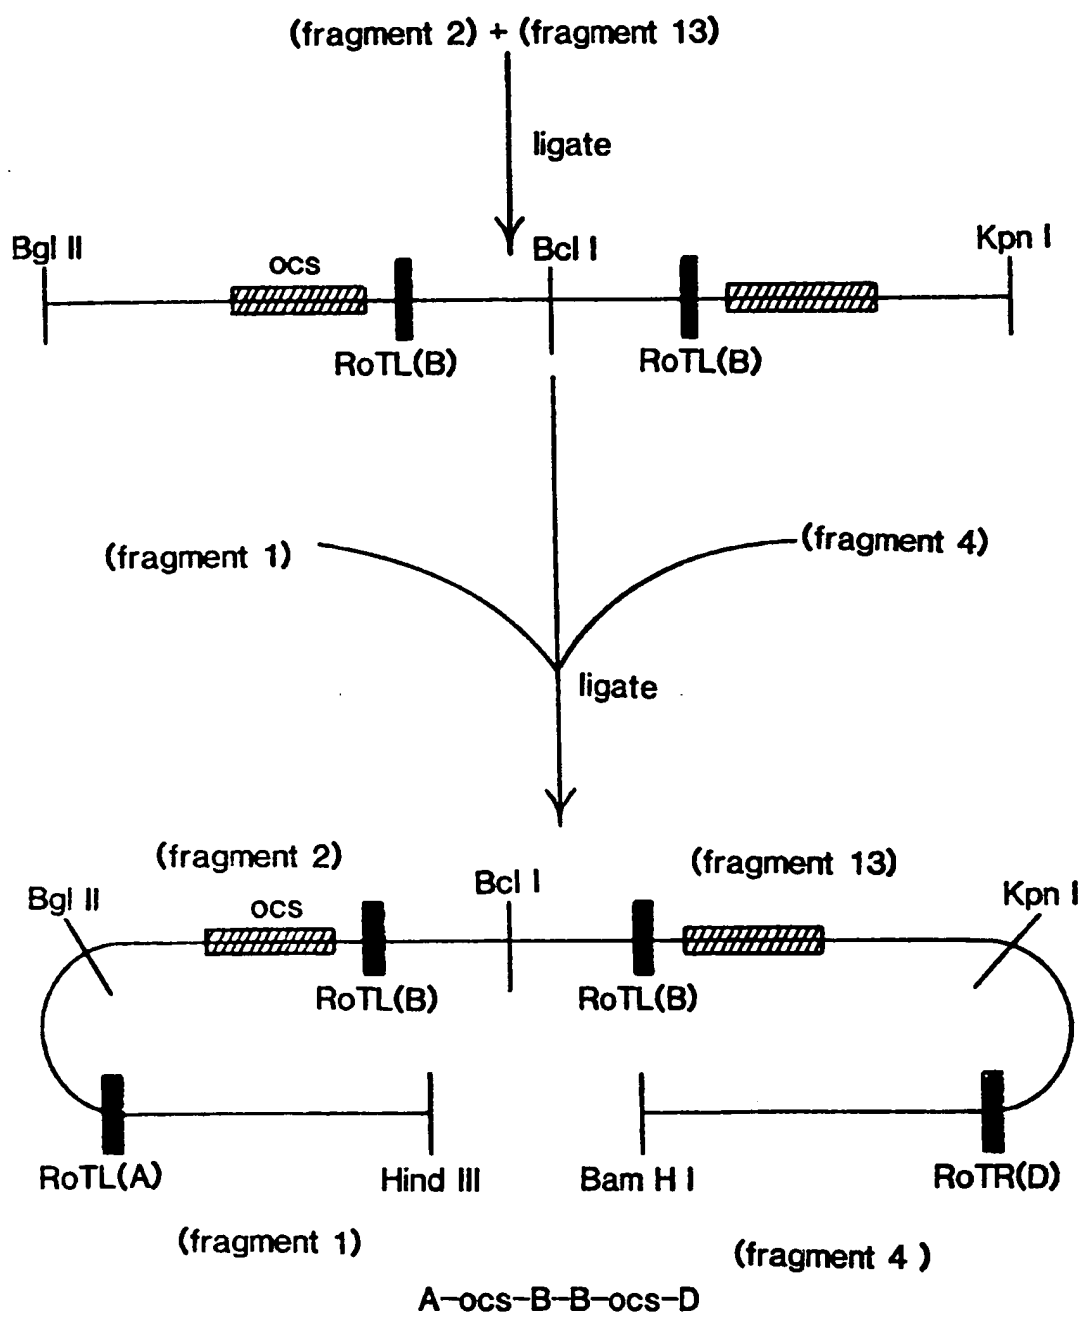 (fragment 2) + (fragment 13)
ligate
Bgl II
ocs
Bcl I
Kpn I
RoTL(B)
RoTL(B)
(fragment 1)
(fragment 4)
ligate
(fragment 2)
(fragment 13)
Bgl II
ocs
Bcl I
Kpn I
RoTL(B)
RoTL(B)
RoTL(A)
Hind III
Bam H I
RoTR(D)
(fragment 1)
(fragment 4 )
A-ocs-B-B-ocs-D